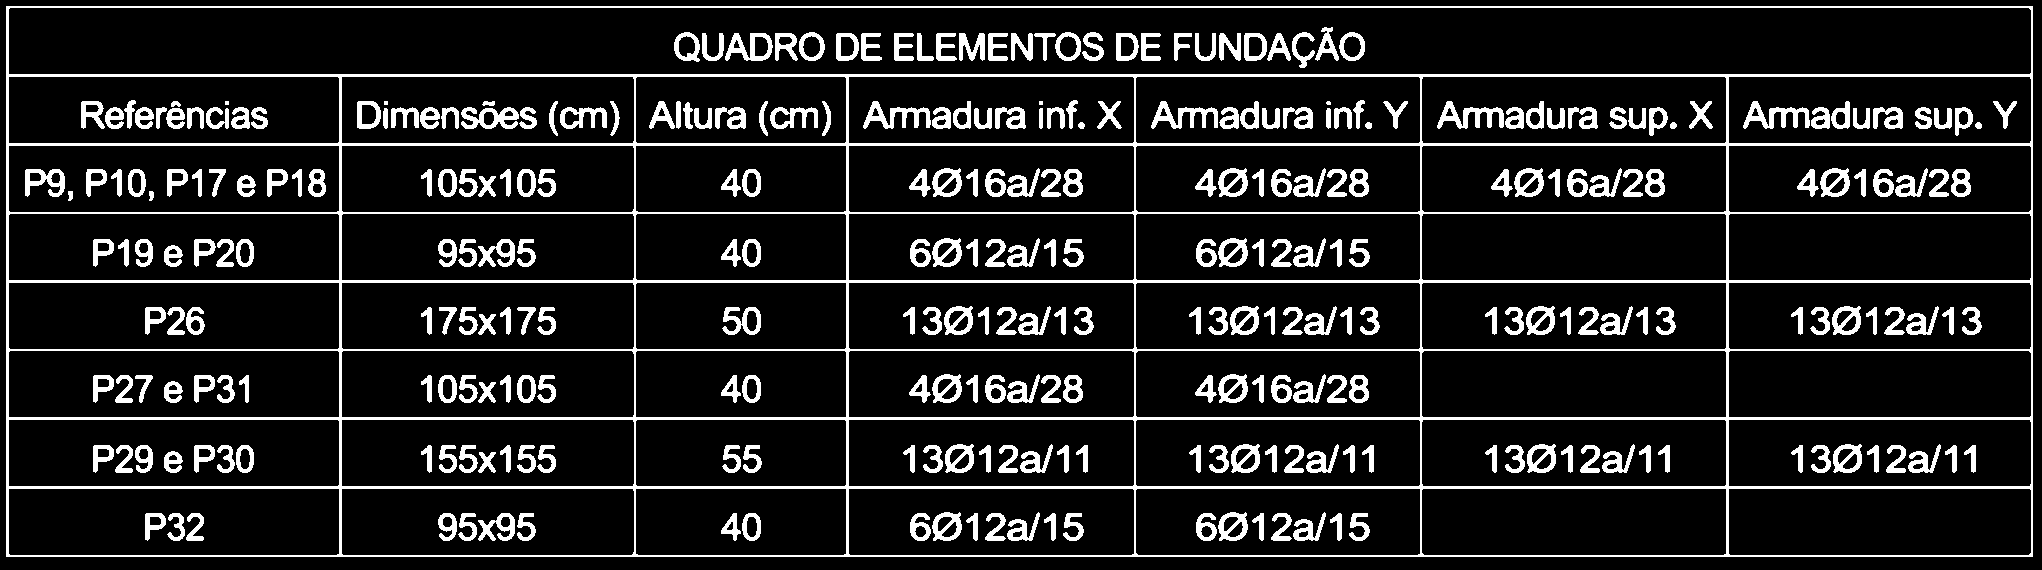 QUADRO DE ELEMENTOS DE FUNDAÇÃO
Referências Dimensões (cm) Altura (cm) Armadura inf. X Armadura inf. Y Armadura sup. X Armadura sup. Y
P9, P10, P17 e P18 105x105 40 4Ø16a/28 4Ø16a/28 4Ø16a/28 4Ø16a/28
P19 e P20 95x95 40 6Ø12a/15 6Ø12a/15
P26 175x175 50 13Ø12a/13 13Ø12a/13 13Ø12a/13 13Ø12a/13
P27 e P31 105x105 40 4Ø16a/28 4Ø16a/28
P29 e P30 155x155 55 13Ø12a/11 13Ø12a/11 13Ø12a/11 13Ø12a/11
P32 95x95 40 6Ø12a/15 6Ø12a/15